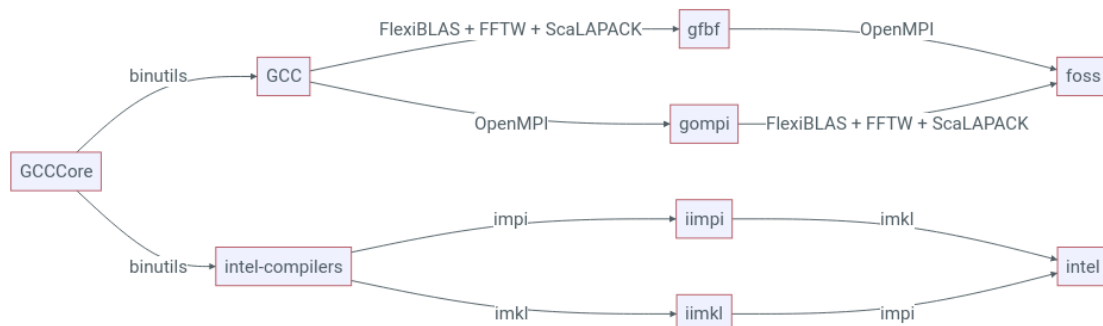 FlexiBLAS + FFTW + ScaLAPACK
gfbf
OpenMPI
binutils
GCC
foss
OpenMPI
gompi
FlexiBLAS + FFTW + ScaLAPACK
GCCCore
impi
iimpi
imkl
binutils
intel-compilers
intel
imkl
iimkl
impi